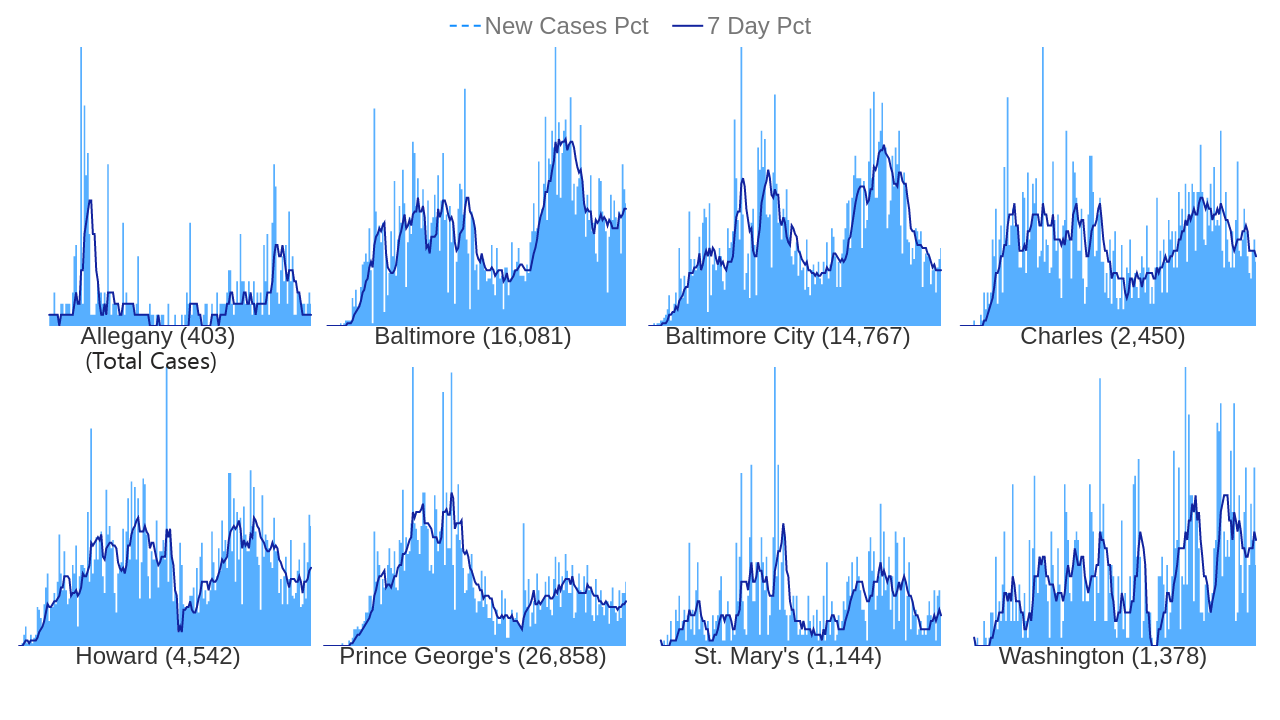 New Cases Pct 7 Day Pct
Allegany (403) Baltimore (16,081) Baltimore City (14,767) Charles (2,450)
(Total Cases)
Howard (4,542) Prince George's (26,858) St. Mary's (1,144) Washington (1,378)